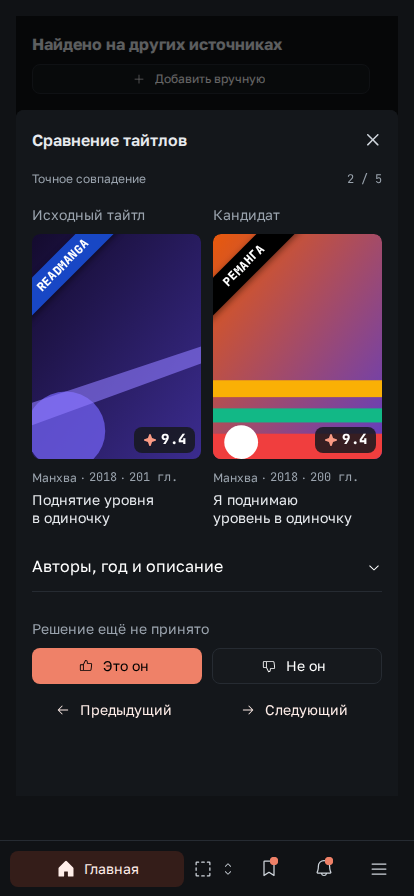 Найдено на других источниках
Добавить вручную
Сравнение тайтлов
Точное совпадение
2 / 5
Исходный тайтл
Кандидат
READMANGA
РЕМАНГА
9.4
9.4
Манхва · 2018 · 201 гл.
Манхва · 2018 · 200 гл.
Поднятие уровня
в одиночку
Я поднимаю
уровень в одиночку
Авторы, год и описание
Решение ещё не принято
Это он
Не он
Предыдущий
Следующий
Главная